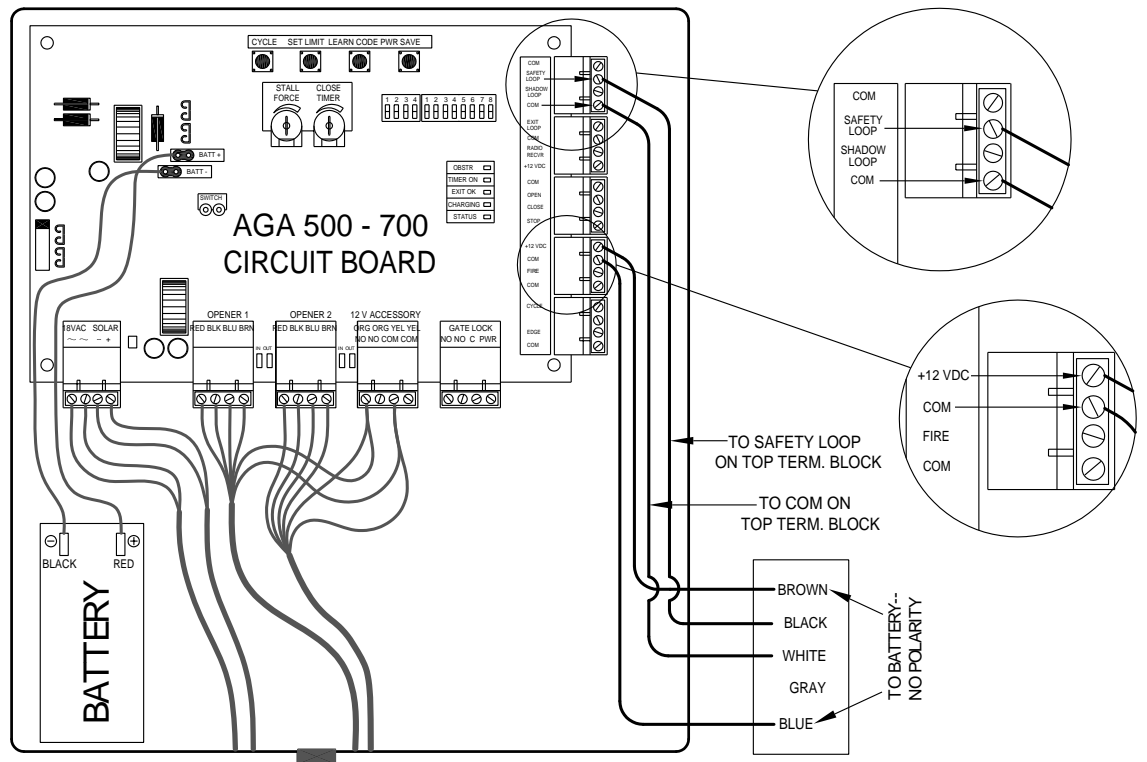 CYCLE SET LIMIT LEARN CODE PWR SAVE
STALL
FORCE
CLOSE
TIMER
1 2 3 4 1 2 3 4 5 6 7 8
BATT +
BATT -
SWITCH
OBSTR
TIMER ON
EXIT OK
CHARGING
STATUS
AGA 500 - 700
CIRCUIT BOARD
COM
SAFETY
LOOP
SHADOW
LOOP
COM
EXIT
LOOP
COM
RADIO
RECVR
+12 VDC
COM
OPEN
CLOSE
STOP
+12 VDC
COM
FIRE
COM
CYCLE
EDGE
COM
18VAC SOLAR
~ ~ - +
OPENER 1
RED BLK BLU BRN
IN OUT
OPENER 2
RED BLK BLU BRN
IN OUT
12 V ACCESSORY
ORG ORG YEL YEL
NO NO COM COM
GATE LOCK
NO NO C PWR
COM
SAFETY
LOOP
SHADOW
LOOP
COM
+12 VDC
COM
FIRE
COM
TO SAFETY LOOP
ON TOP TERM. BLOCK
TO COM ON
TOP TERM. BLOCK
BROWN
BLACK
WHITE
GRAY
BLUE
TO BATTERY--
NO POLARITY
- +
BLACK RED
BATTERY